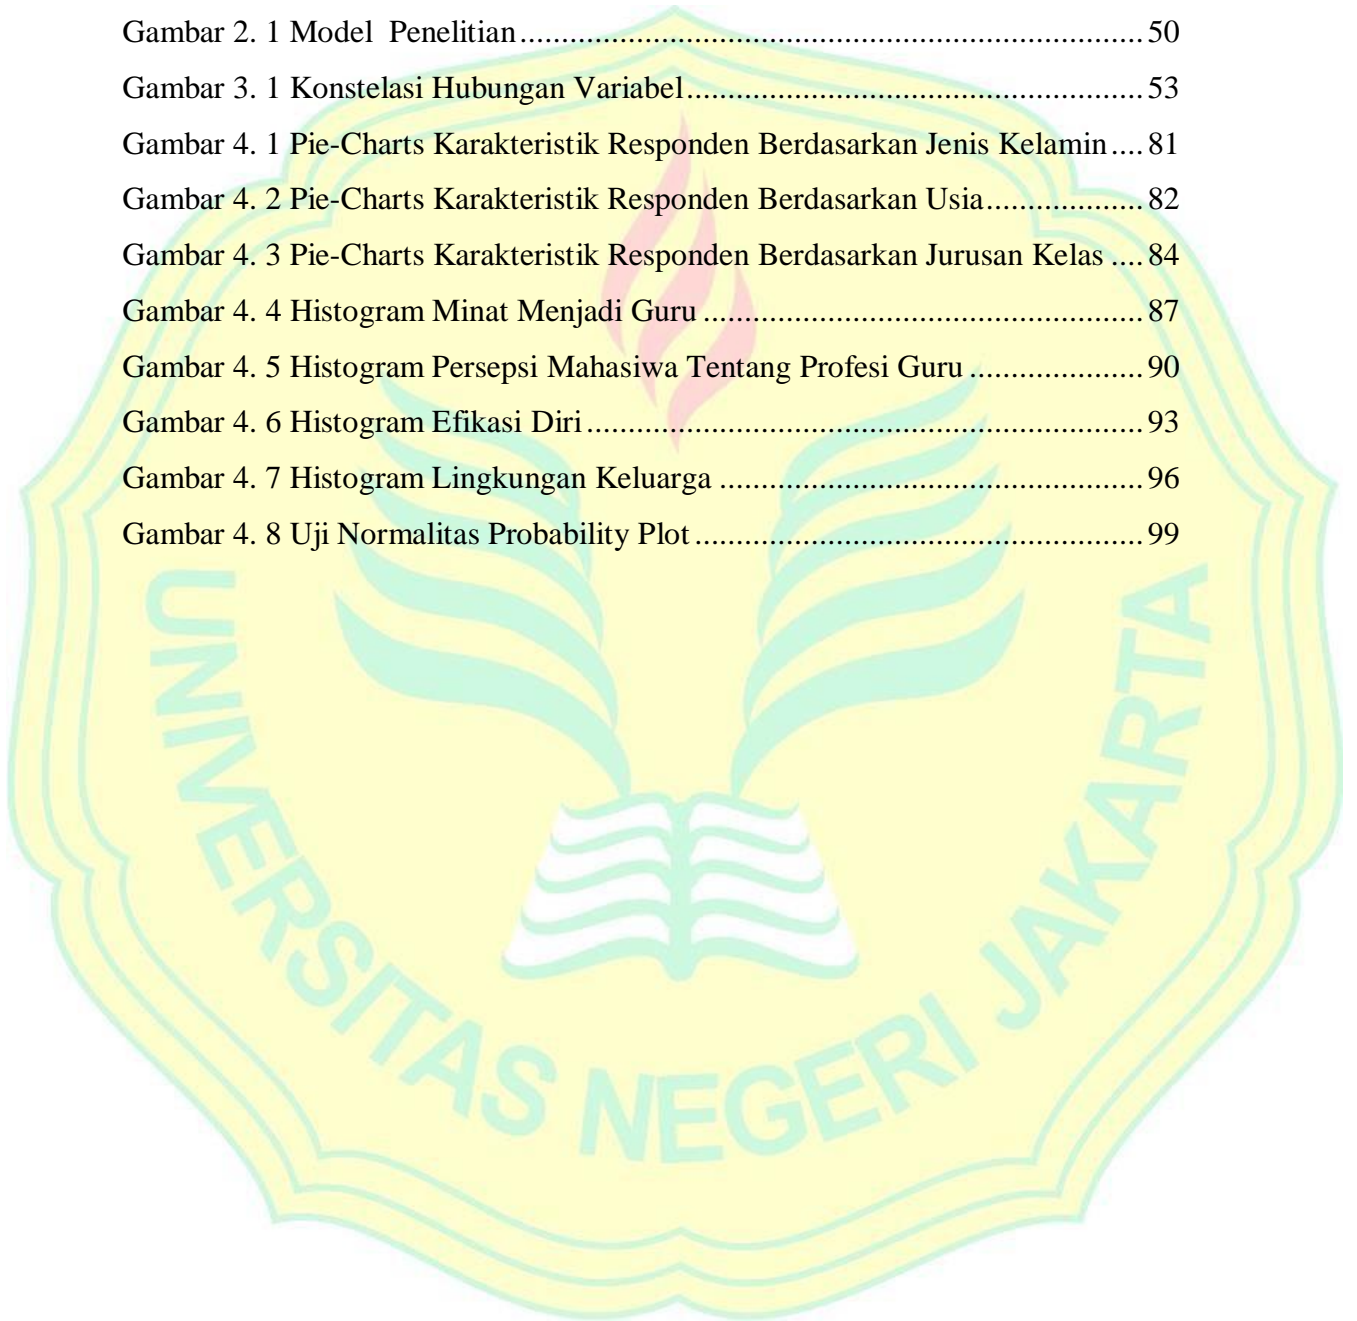 Gambar 2. 1 Model  Penelitian........................................................................... 50
Gambar 3. 1 Konstelasi Hubungan Variabel....................................................... 53
Gambar 4. 1 Pie-Charts Karakteristik Responden Berdasarkan Jenis Kelamin.... 81
Gambar 4. 2 Pie-Charts Karakteristik Responden Berdasarkan Usia................... 82
Gambar 4. 3 Pie-Charts Karakteristik Responden Berdasarkan Jurusan Kelas .... 84
Gambar 4. 4 Histogram Minat Menjadi Guru ..................................................... 87
Gambar 4. 5 Histogram Persepsi Mahasiwa Tentang Profesi Guru ..................... 90
Gambar 4. 6 Histogram Efikasi Diri................................................................... 93
Gambar 4. 7 Histogram Lingkungan Keluarga ................................................... 96
Gambar 4. 8 Uji Normalitas Probability Plot...................................................... 99
UNIVERSITAS NEGERI JAKARTA